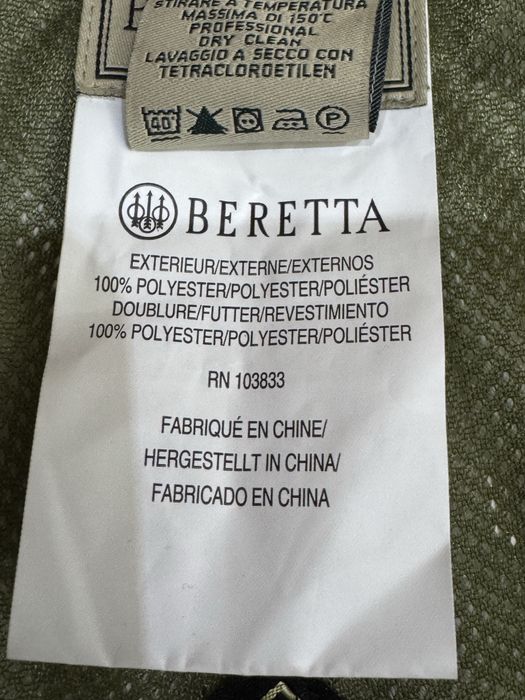 STIRARE A TEMPERATURA
MASSIMA DI 150°C
PROFESSIONAL
DRY CLEAN
LAVAGGIO A SECCO CON
TETRACLOROETILEN
40°
P
BERETTA
EXTERIEUR/EXTERNE/EXTERNOS
100% POLYESTER/POLYESTER/POLIÉSTER
DOUBLURE/FUTTER/REVESTIMIENTO
100% POLYESTER/POLYESTER/POLIÉSTER
RN 103833
FABRIQUÉ EN CHINE/
HERGESTELLT IN CHINA/
FABRICADO EN CHINA